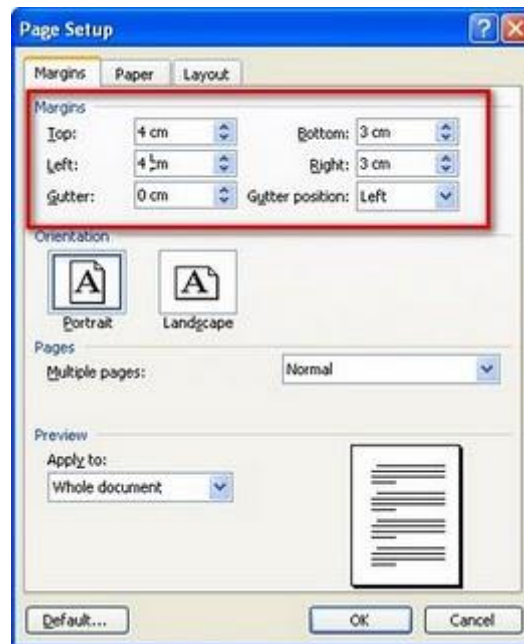 Page Setup
Margins Paper Layout
Margins
Top: 4 cm Bottom: 3 cm
Left: 4 cm Right: 3 cm
Gutter: 0 cm Gutter position: Left
Orientation
A A
Portrait Landscape
Pages
Multiple pages: Normal
Preview
Apply to:
Whole document
Default... OK Cancel